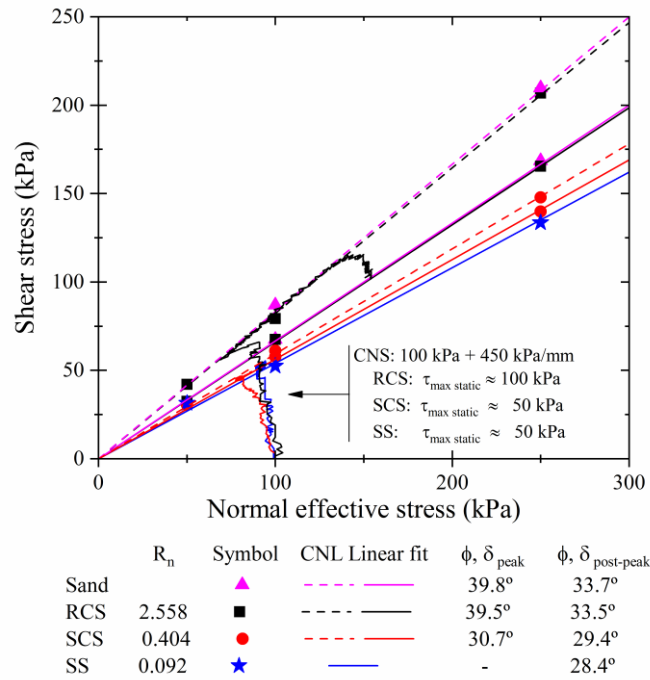 300
250
200
150
100
50
0
0
100
200
300
Shear stress (kPa)
Normal effective stress (kPa)
CNS: 100 kPa + 450 kPa/mm
RCS: τmax static ≈ 100 kPa
SCS: τmax static ≈ 50 kPa
SS: τmax static ≈ 50 kPa
Rn Symbol CNL Linear fit ϕ, δpeak ϕ, δpost-peak
Sand 39.8º 33.7º
RCS 2.558 39.5º 33.5º
SCS 0.404 30.7º 29.4º
SS 0.092 - 28.4º